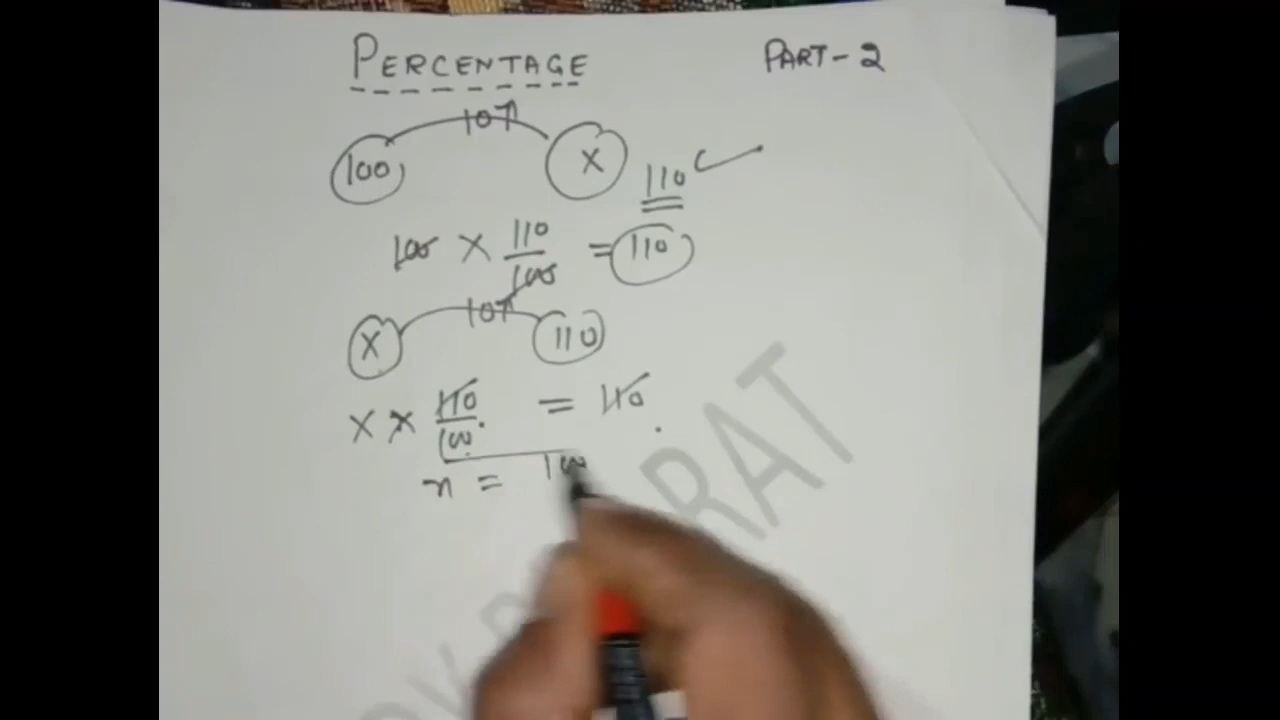 PERCENTAGE PART-2
10↑
100 X 110
100 × 110/100 = 110
10↑
X 110
X × 110/100 = 110
x = 100